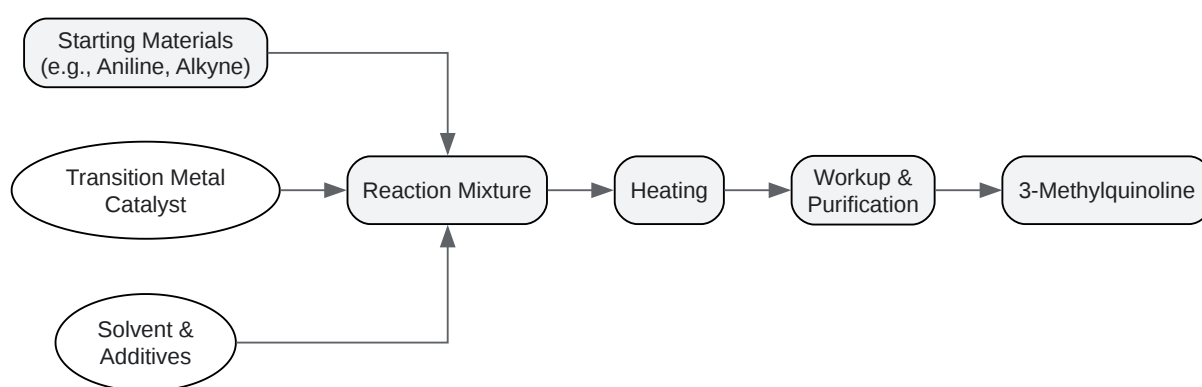 Starting Materials
(e.g., Aniline, Alkyne)
Transition Metal
Catalyst
Solvent &
Additives
Reaction Mixture
Heating
Workup &
Purification
3-Methylquinoline